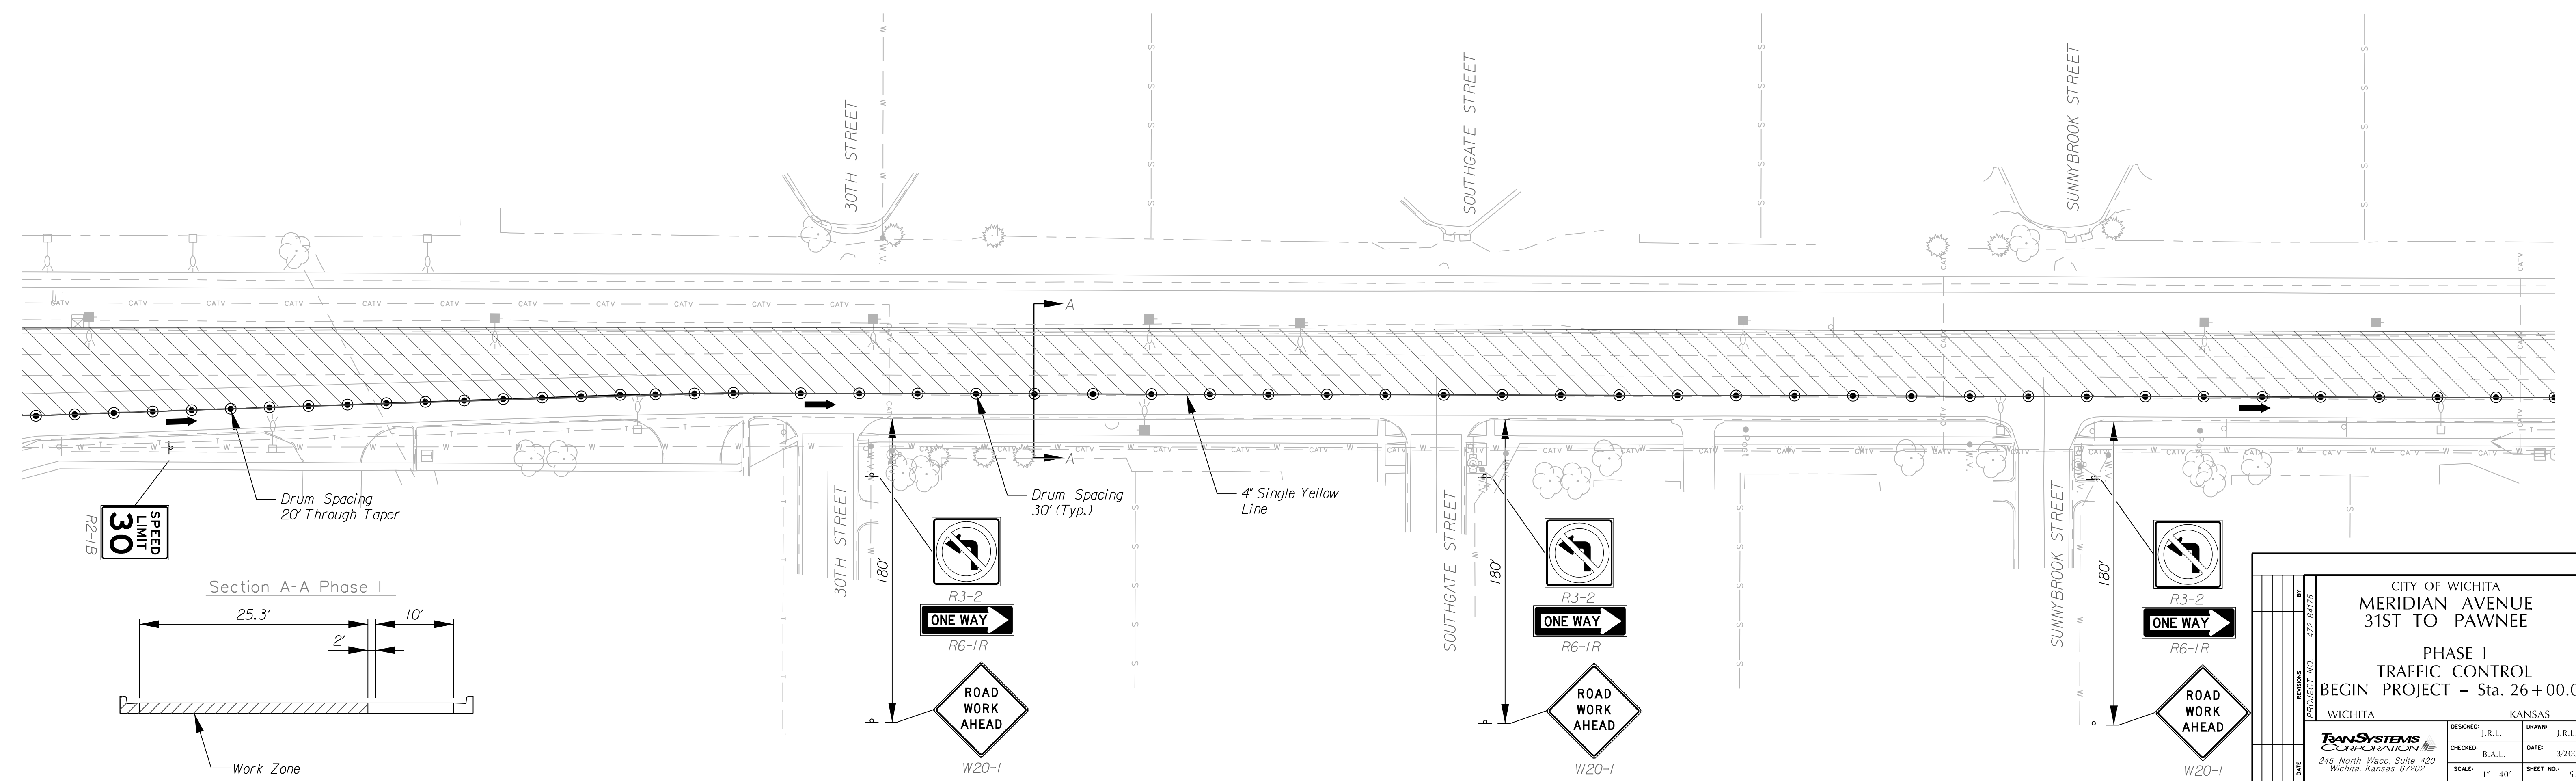 30TH STREET
SOUTHGATE STREET
SUNNYBROOK STREET
A
A
Drum Spacing
20' Through Taper
SPEED
LIMIT
30
R2-1B
Drum Spacing
30' (Typ.)
4" Single Yellow
Line
30TH STREET
180'
R3-2
ONE WAY
R6-1R
ROAD
WORK
AHEAD
W20-1
SOUTHGATE STREET
180'
R3-2
ONE WAY
R6-1R
ROAD
WORK
AHEAD
W20-1
SUNNYBROOK STREET
180'
R3-2
ONE WAY
R6-1R
ROAD
WORK
AHEAD
W20-1
Section A-A Phase 1
25.3'
10'
2'
Work Zone
BY
REVISIONS
DATE
PROJECT NO. 472-84175
CITY OF WICHITA
MERIDIAN AVENUE
31ST TO PAWNEE
PHASE 1
TRAFFIC CONTROL
BEGIN PROJECT – Sta. 26+00.0
WICHITA KANSAS
TRANSYSTEMS
CORPORATION
245 North Waco, Suite 420
Wichita, Kansas 67202
DESIGNED: J.R.L.
DRAWN: J.R.L.
CHECKED: B.A.L.
DATE: 3/200
SCALE: 1" = 40'
SHEET NO.: